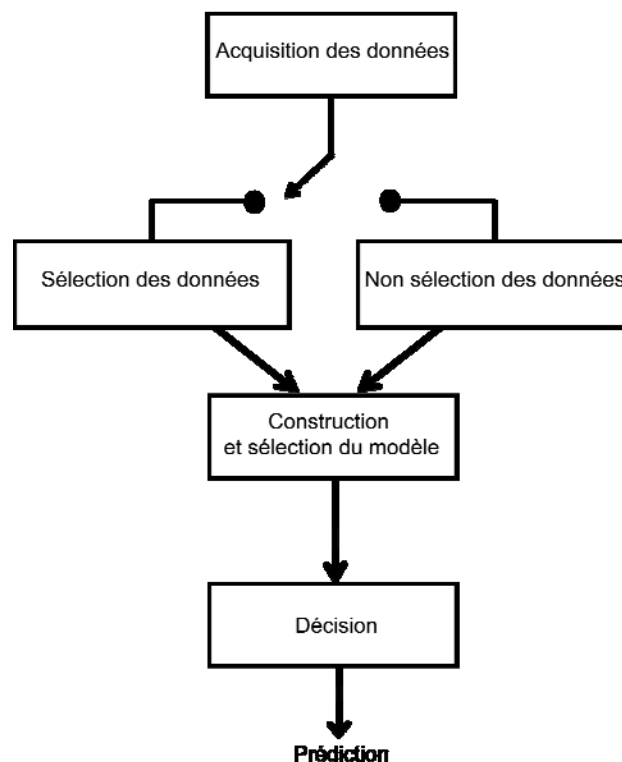 Acquisition des données
Sélection des données
Non sélection des données
Construction
et sélection du modèle
Décision
Prédiction